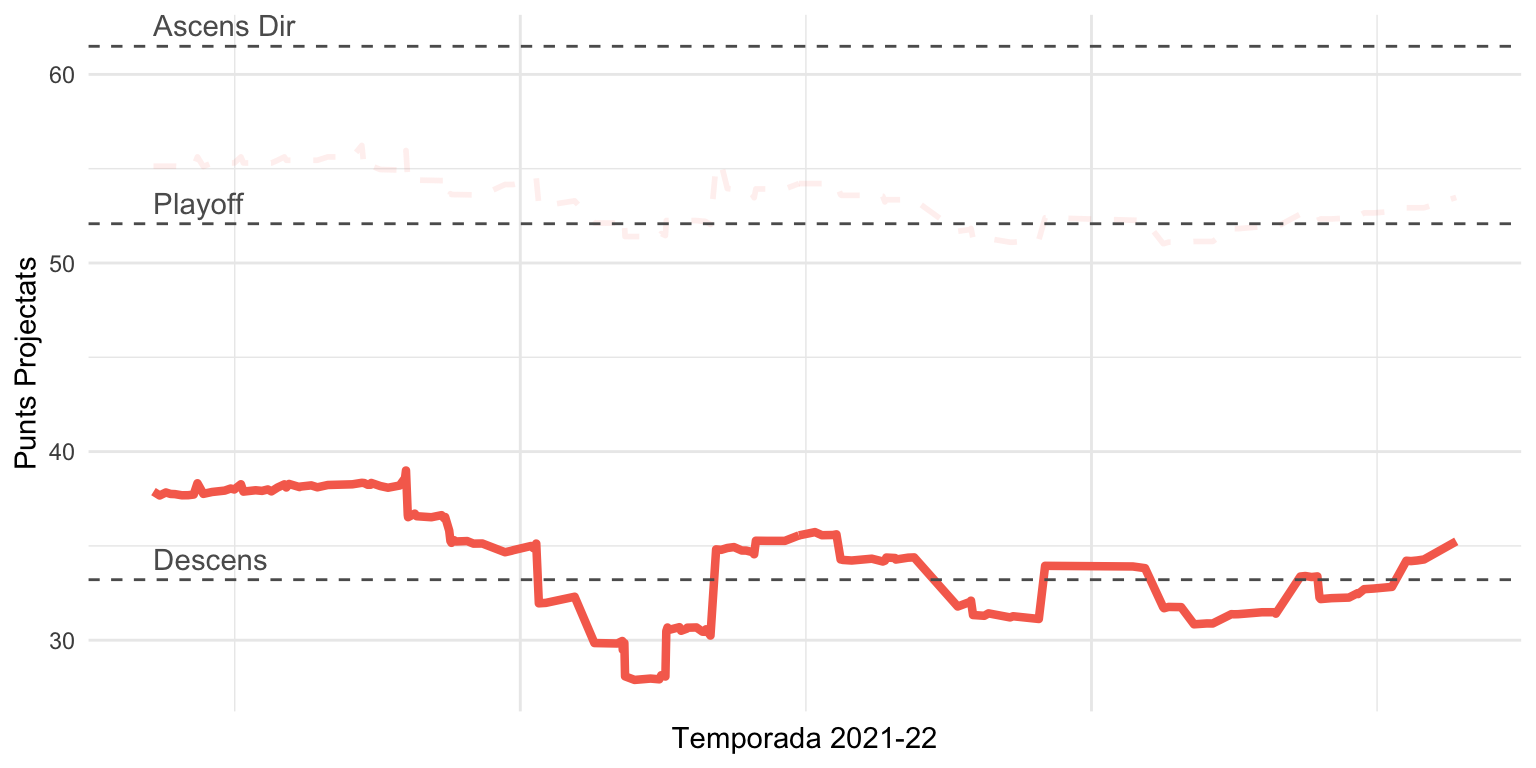 Ascens Dir
60
Playoff
50
Punts Projectats
40
Descens
30
Temporada 2021-22